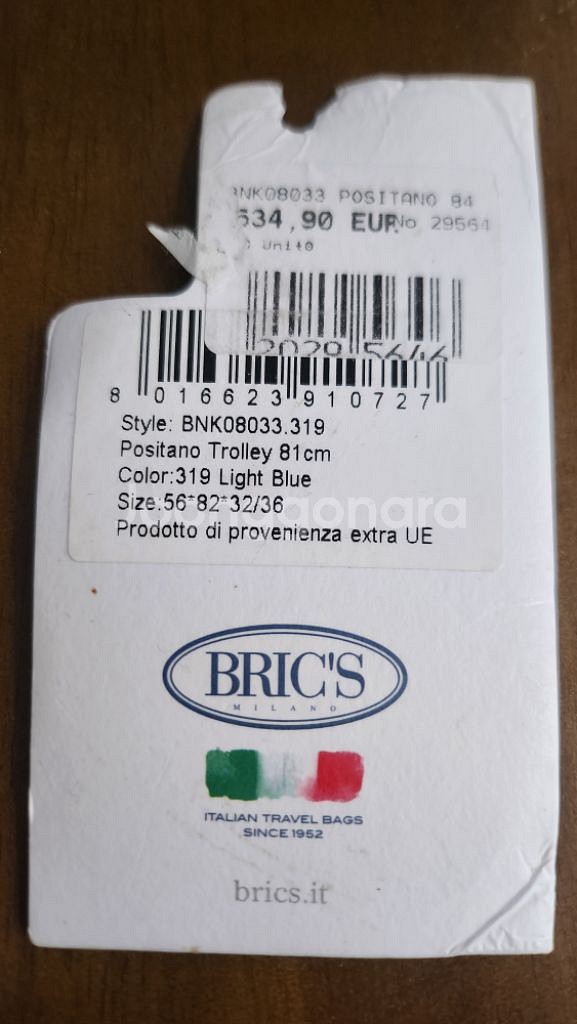 BNK08033 POSITANO 84
634,90 EUR No 29564
Unito
2029 5646
8 016623 910727
Style: BNK08033.319
Positano Trolley 81cm
Color:319 Light Blue
Size:56*82*32/36
Prodotto di provenienza extra UE
BRIC'S
MILANO
ITALIAN TRAVEL BAGS
SINCE 1952
brics.it